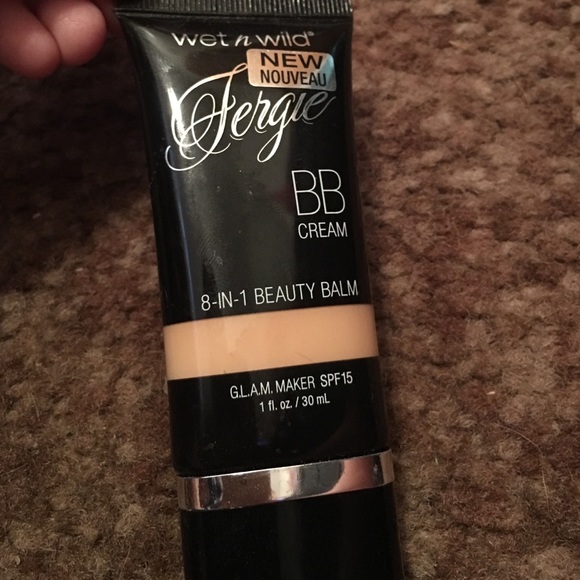 wet n wild®
NEW
NOUVEAU
Fergie
BB
CREAM
8-IN-1 BEAUTY BALM
G.L.A.M. MAKER SPF15
1 fl. oz. / 30 mL